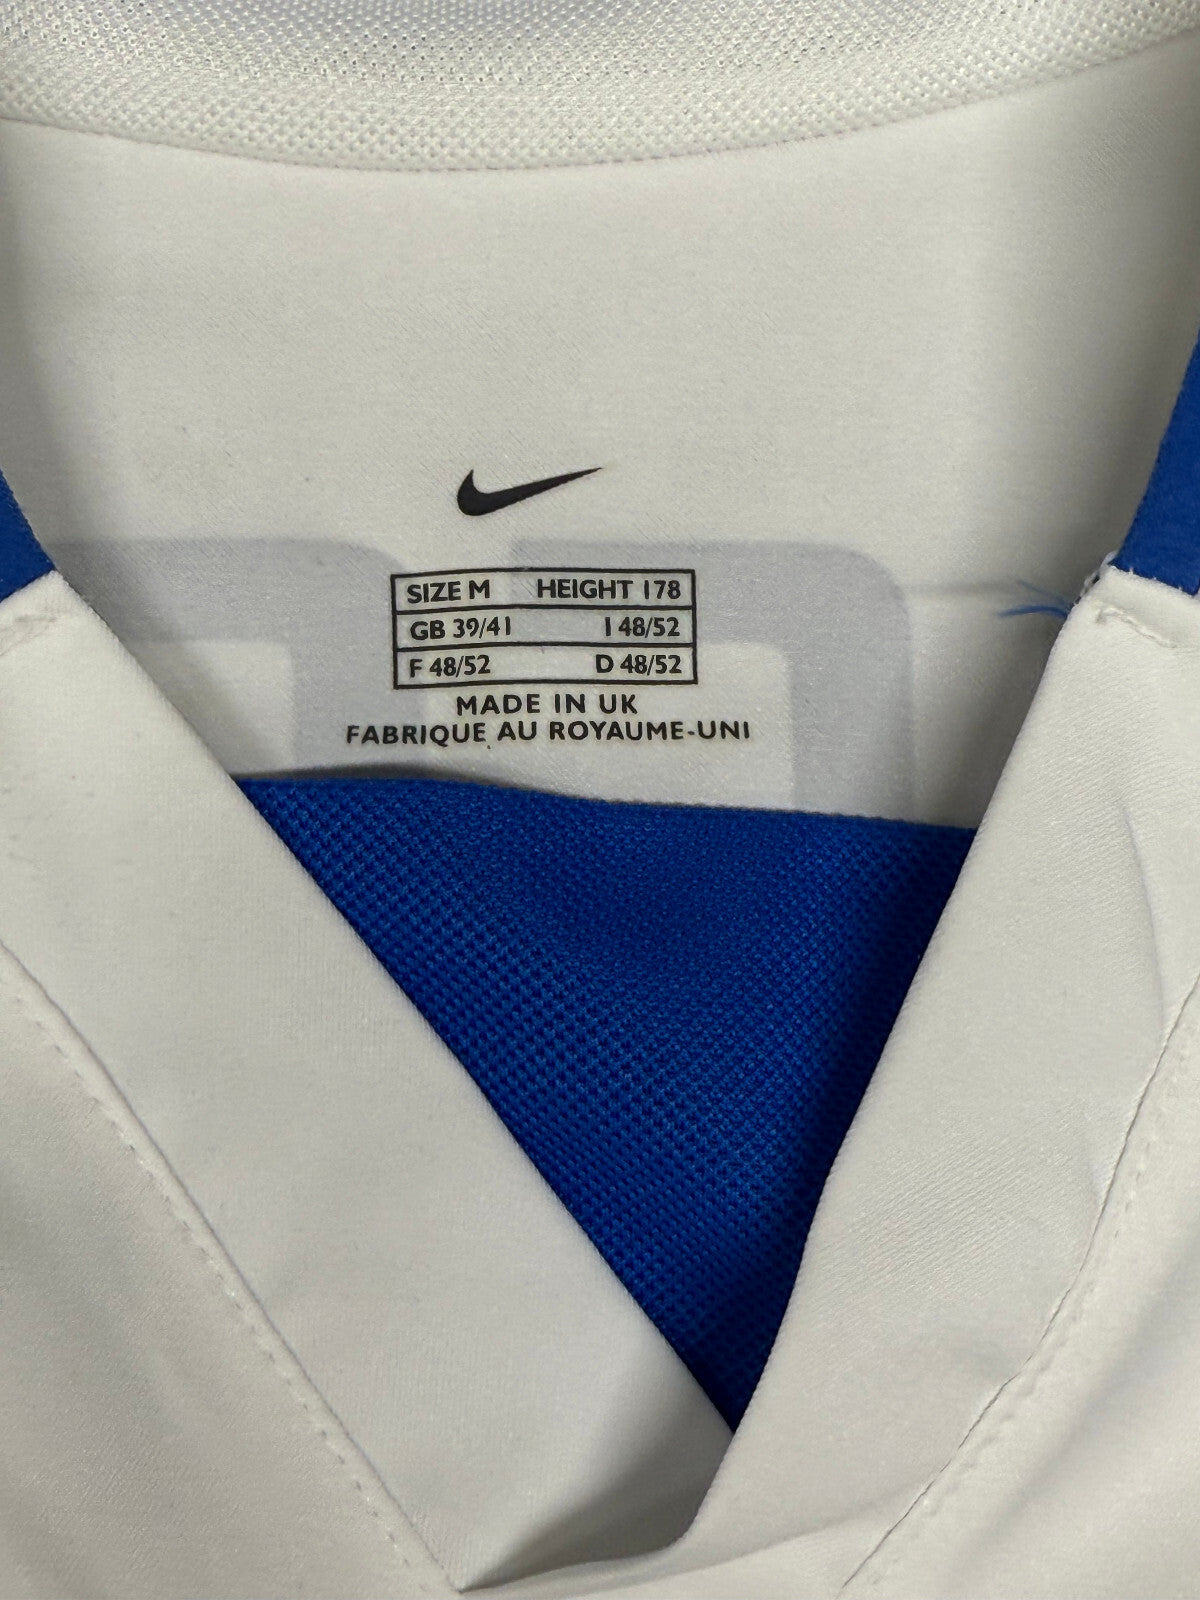 SIZE M HEIGHT 178
GB 39/41 I 48/52
F 48/52 D 48/52
MADE IN UK
FABRIQUE AU ROYAUME-UNI